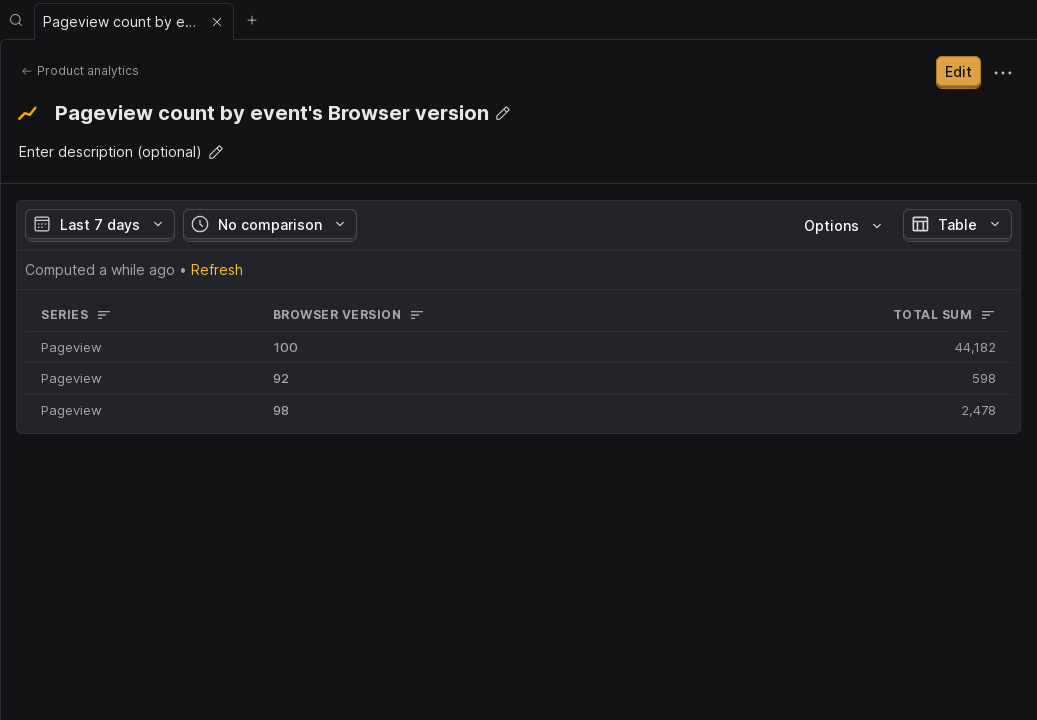 Pageview count by e...
Product analytics
Edit
Pageview count by event's Browser version
Enter description (optional)
Last 7 days No comparison Options Table
Computed a while ago • Refresh
SERIES BROWSER VERSION TOTAL SUM
Pageview 100 44,182
Pageview 92 598
Pageview 98 2,478